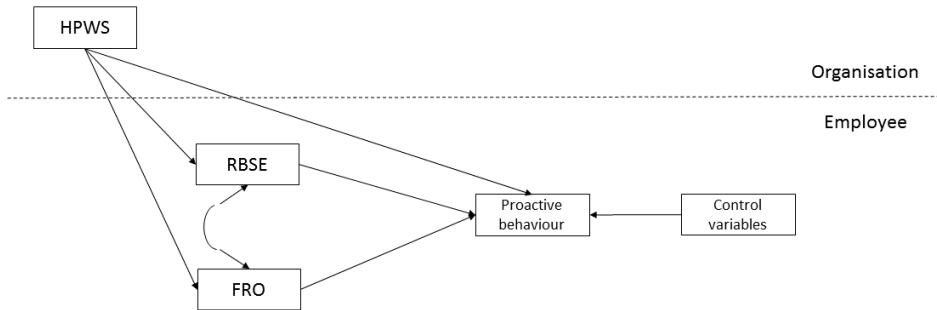 HPWS
Organisation
Employee
RBSE
Proactive
behaviour
Control
variables
FRO